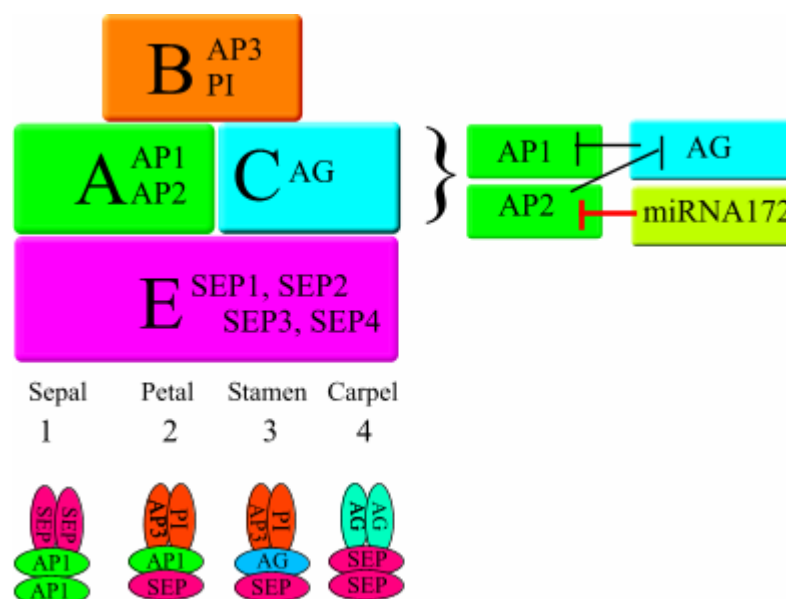 B AP3
PI
A AP1
AP2
C AG
AP1
AG
AP2
miRNA172
E SEP1, SEP2
SEP3, SEP4
Sepal Petal Stamen Carpel
1 2 3 4
SEP SEP
AP1
AP1
AP3 PI
AP1
SEP
AP3 PI
AG
SEP
AG AG
SEP
SEP